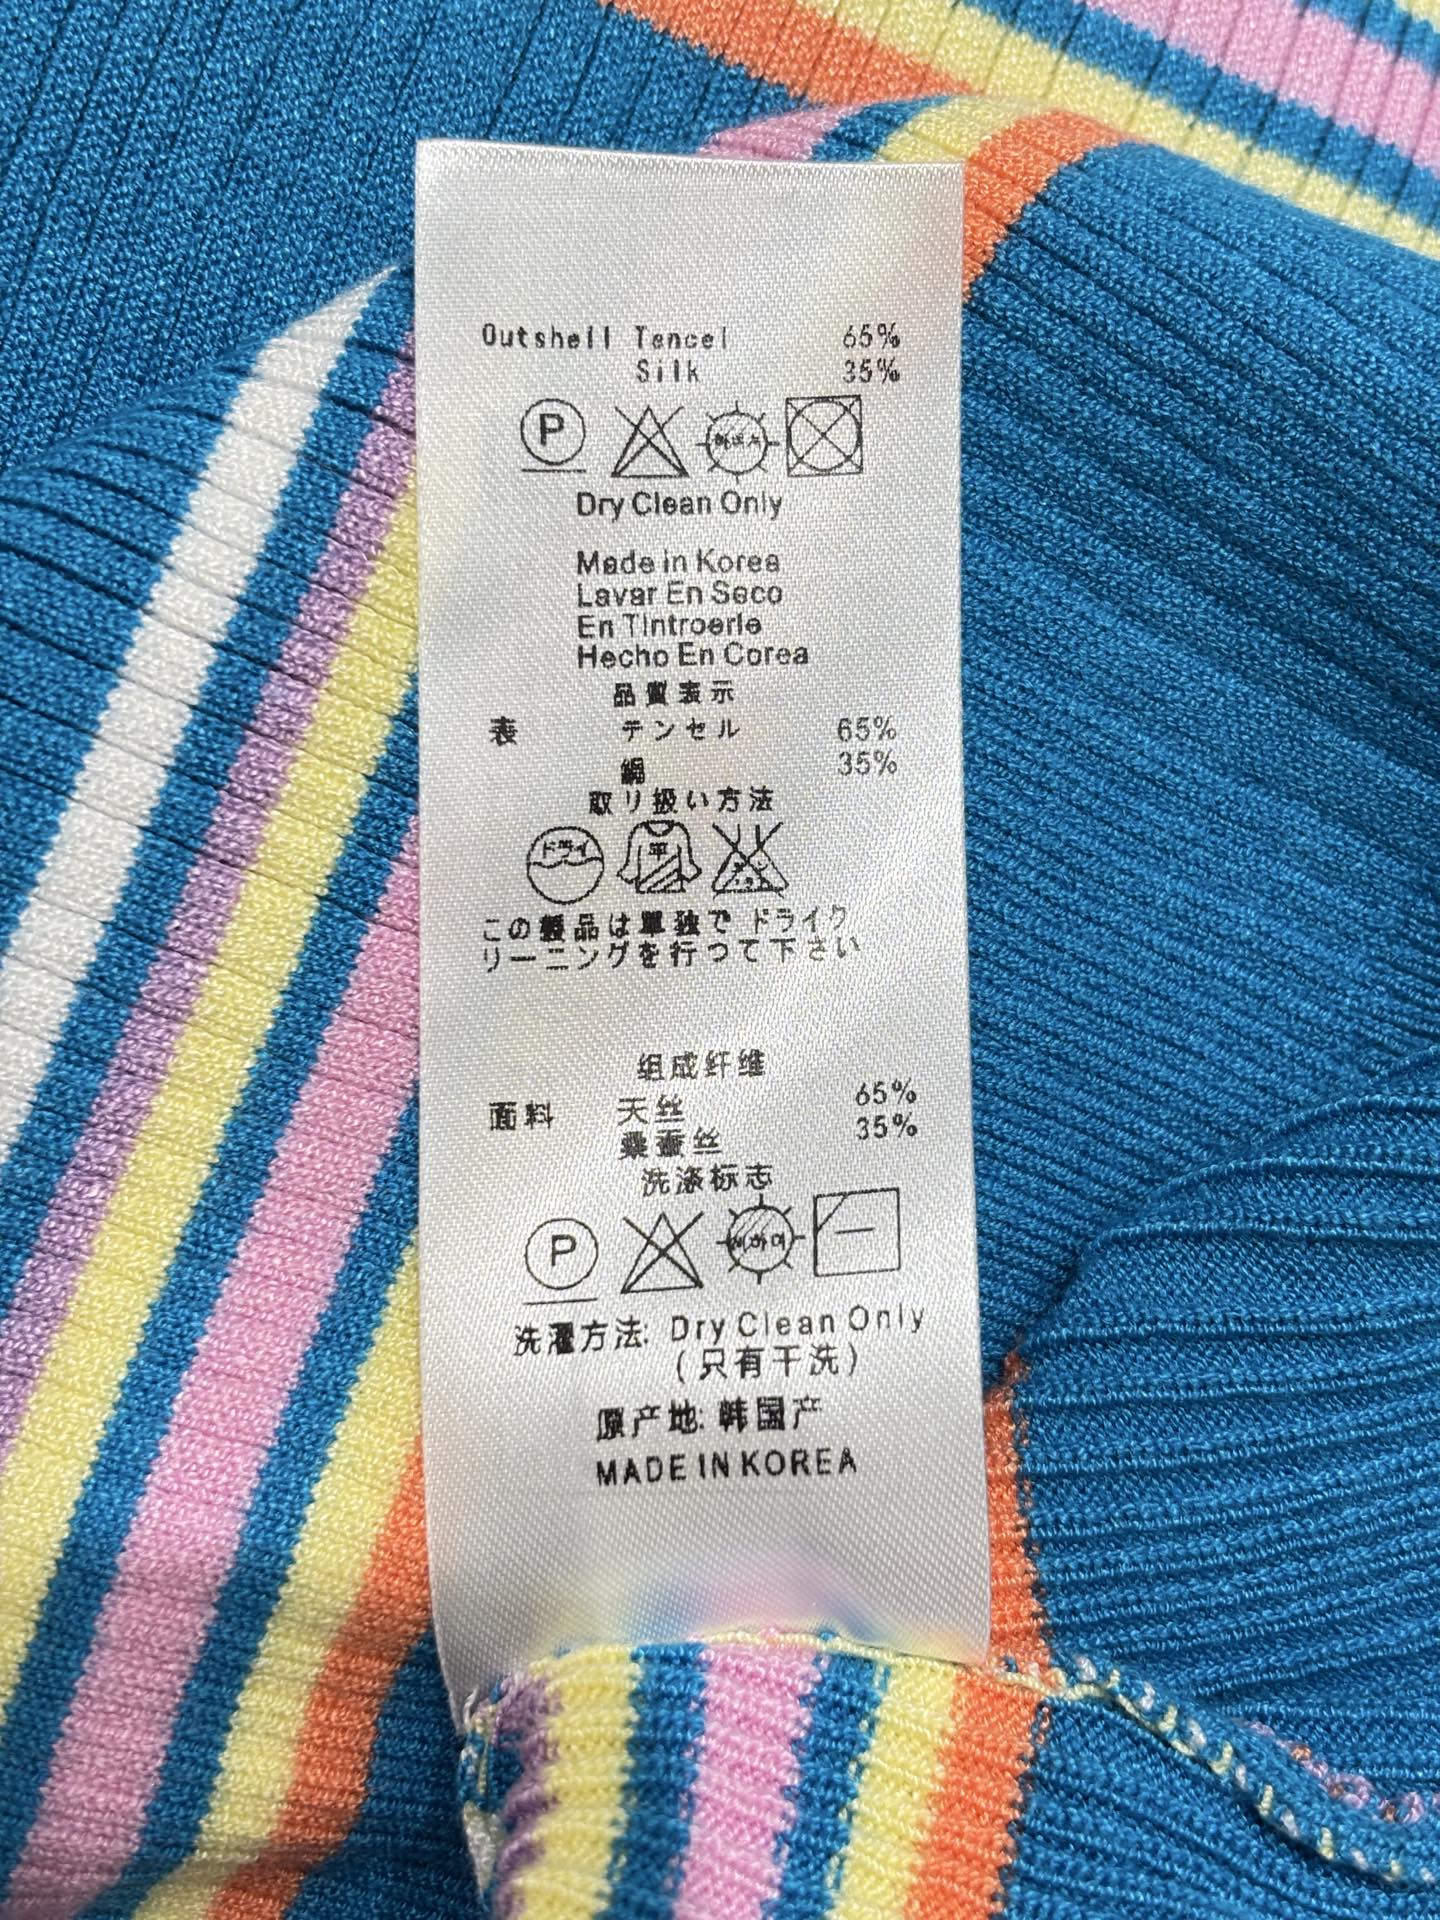 Outshell Tencel 65%
Silk 35%
P
Dry Clean Only
Made in Korea
Lavar En Seco
En Tintroerle
Hecho En Corea
品質表示
表 テンセル 65%
絹 35%
取り扱い方法
ドライ 平
この製品は単独で ドライク
リーニングを行つて下さい
组成纤维
面料 天丝 65%
桑蚕丝 35%
洗涤标志
P
洗濯方法: Dry Clean Only
(只有干洗)
原产地: 韩国产
MADE IN KOREA